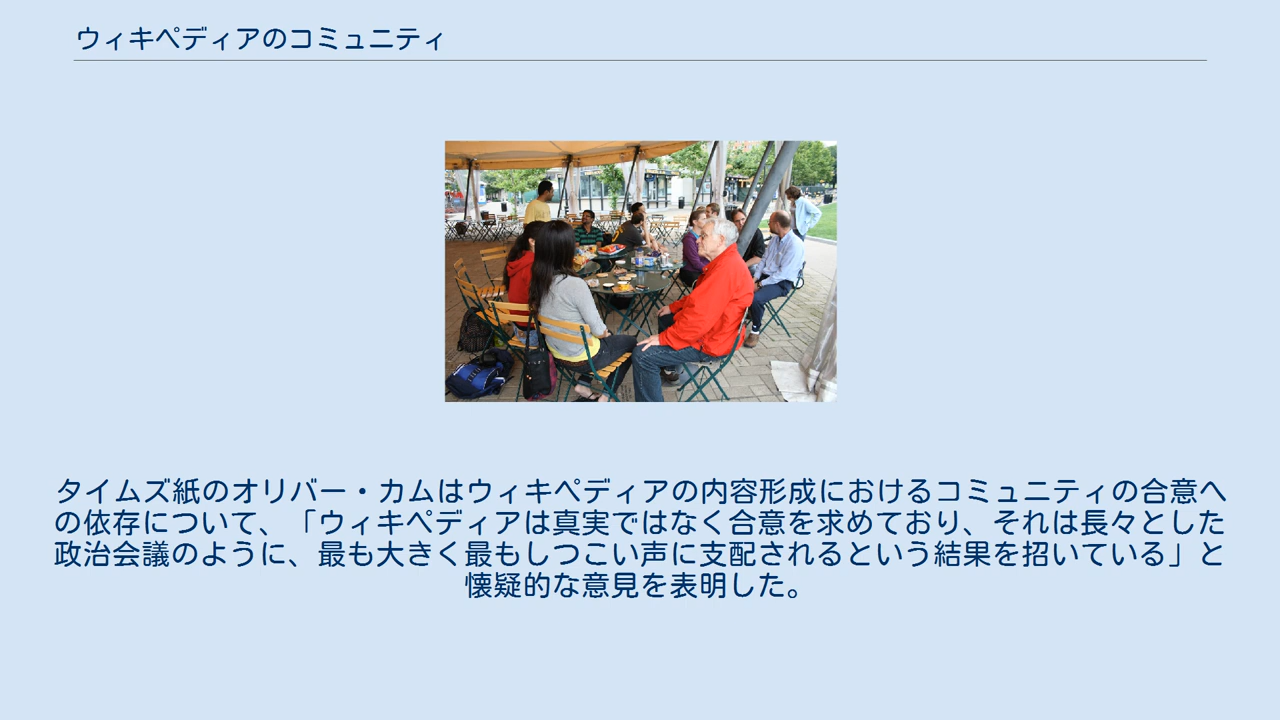 ウィキペディアのコミュニティ
タイムズ紙のオリバー・カムはウィキペディアの内容形成におけるコミュニティの合意へ
の依存について、「ウィキペディアは真実ではなく合意を求めており、それは長々とした
政治会議のように、最も大きく最もしつこい声に支配されるという結果を招いている」と
懐疑的な意見を表明した。